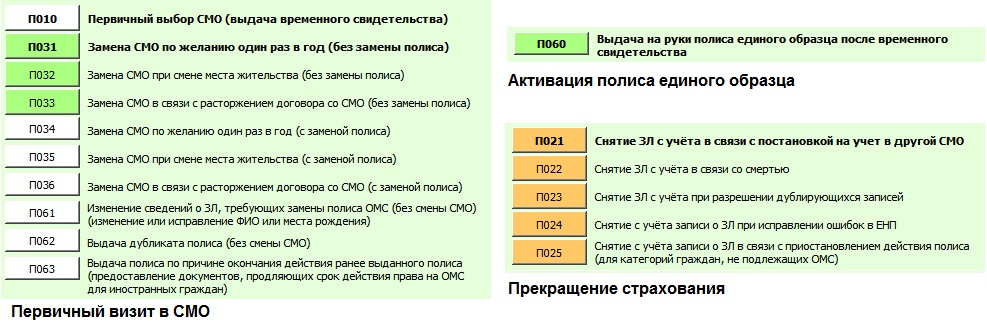 П010 Первичный выбор СМО (выдача временного свидетельства)
П031 Замена СМО по желанию один раз в год (без замены полиса)
П032 Замена СМО при смене места жительства (без замены полиса)
П033 Замена СМО в связи с расторжением договора со СМО (без замены полиса)
П034 Замена СМО по желанию один раз в год (с заменой полиса)
П035 Замена СМО при смене места жительства (с заменой полиса)
П036 Замена СМО в связи с расторжением договора со СМО (с заменой полиса)
П061 Изменение сведений о ЗЛ, требующих замены полиса ОМС (без смены СМО)
(изменение или исправление ФИО или места рождения)
П062 Выдача дубликата полиса (без смены СМО)
П063 Выдача полиса по причине окончания действия ранее выданного полиса
(предоставление документов, продляющих срок действия права на ОМС
для иностранных граждан)
Первичный визит в СМО
П060 Выдача на руки полиса единого образца после временного
свидетельства
Активация полиса единого образца
П021 Снятие ЗЛ с учёта в связи с постановкой на учет в другой СМО
П022 Снятие ЗЛ с учёта в связи со смертью
П023 Снятие ЗЛ с учёта при разрешении дублирующихся записей
П024 Снятие с учёта записи о ЗЛ при исправлении ошибок в ЕНП
П025 Снятие с учёта записи о ЗЛ в связи с приостановлением действия полиса
(для категорий граждан, не подлежащих ОМС)
Прекращение страхования